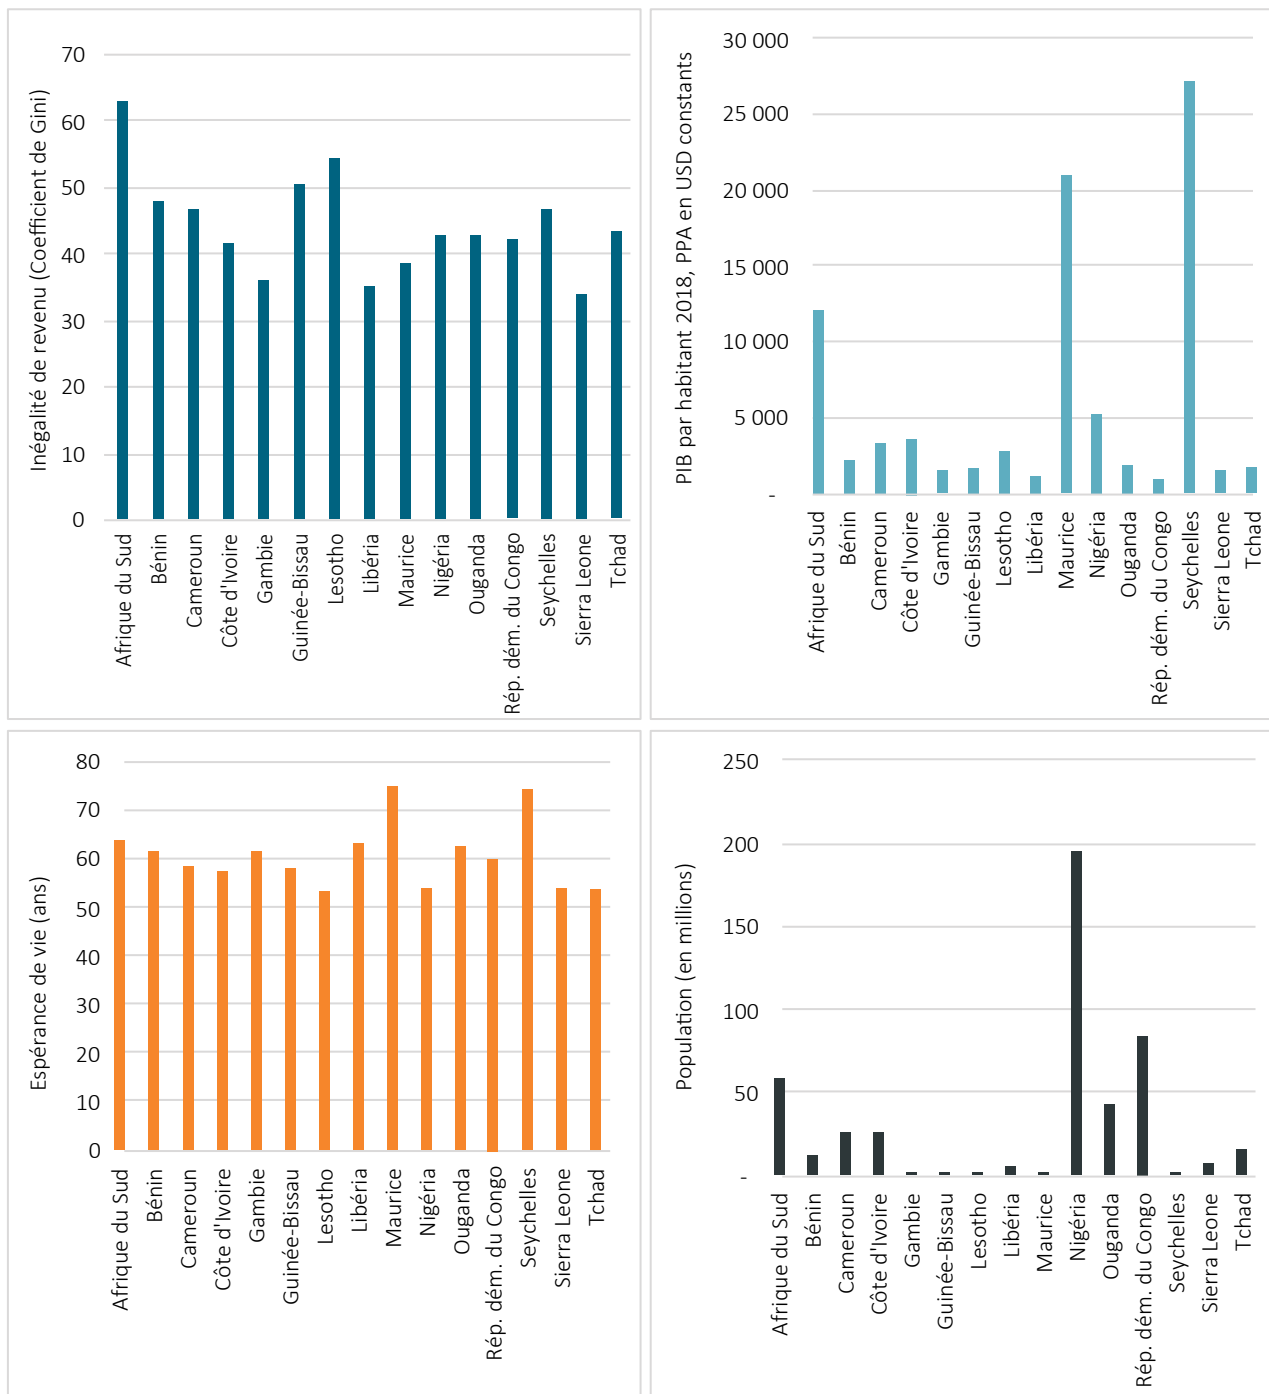 Inégalité de revenu (Coefficient de Gini)
70
60
50
40
30
20
10
0
Afrique du Sud
Bénin
Cameroun
Côte d'Ivoire
Gambie
Guinée-Bissau
Lesotho
Libéria
Maurice
Nigéria
Ouganda
Rép. dém. du Congo
Seychelles
Sierra Leone
Tchad
PIB par habitant 2018, PPA en USD constants
30 000
25 000
20 000
15 000
10 000
5 000
-
Afrique du Sud
Bénin
Cameroun
Côte d'Ivoire
Gambie
Guinée-Bissau
Lesotho
Libéria
Maurice
Nigéria
Ouganda
Rép. dém. du Congo
Seychelles
Sierra Leone
Tchad
Espérance de vie (ans)
80
70
60
50
40
30
20
10
0
Afrique du Sud
Bénin
Cameroun
Côte d'Ivoire
Gambie
Guinée-Bissau
Lesotho
Libéria
Maurice
Nigéria
Ouganda
Rép. dém. du Congo
Seychelles
Sierra Leone
Tchad
Population (en millions)
250
200
150
100
50
-
Afrique du Sud
Bénin
Cameroun
Côte d'Ivoire
Gambie
Guinée-Bissau
Lesotho
Libéria
Maurice
Nigéria
Ouganda
Rép. dém. du Congo
Seychelles
Sierra Leone
Tchad